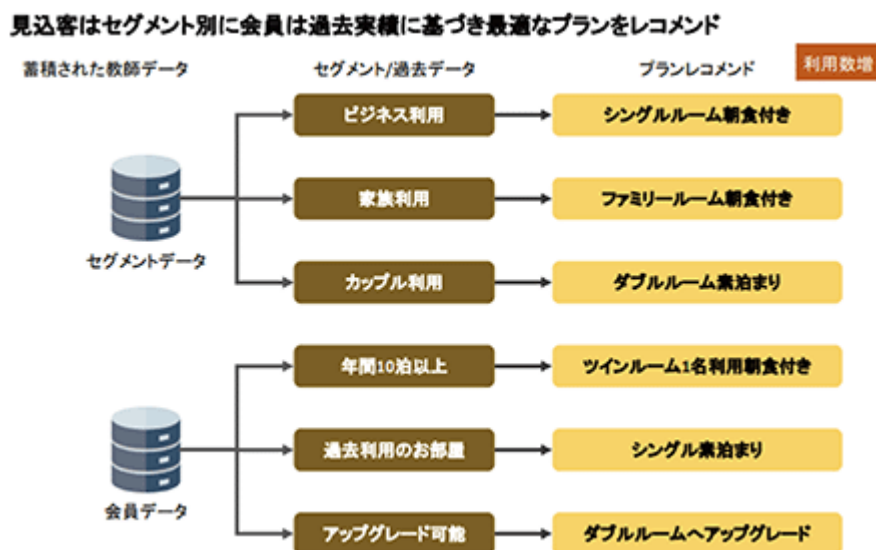 見込客はセグメント別に会員は過去実績に基づき最適なプランをレコメンド
蓄積された教師データ
セグメント/過去データ
プランレコメンド
利用数増
ビジネス利用
シングルルーム朝食付き
家族利用
ファミリールーム朝食付き
セグメントデータ
カップル利用
ダブルルーム素泊まり
年間10泊以上
ツインルーム1名利用朝食付き
過去利用のお部屋
シングル素泊まり
会員データ
アップグレード可能
ダブルルームへアップグレード